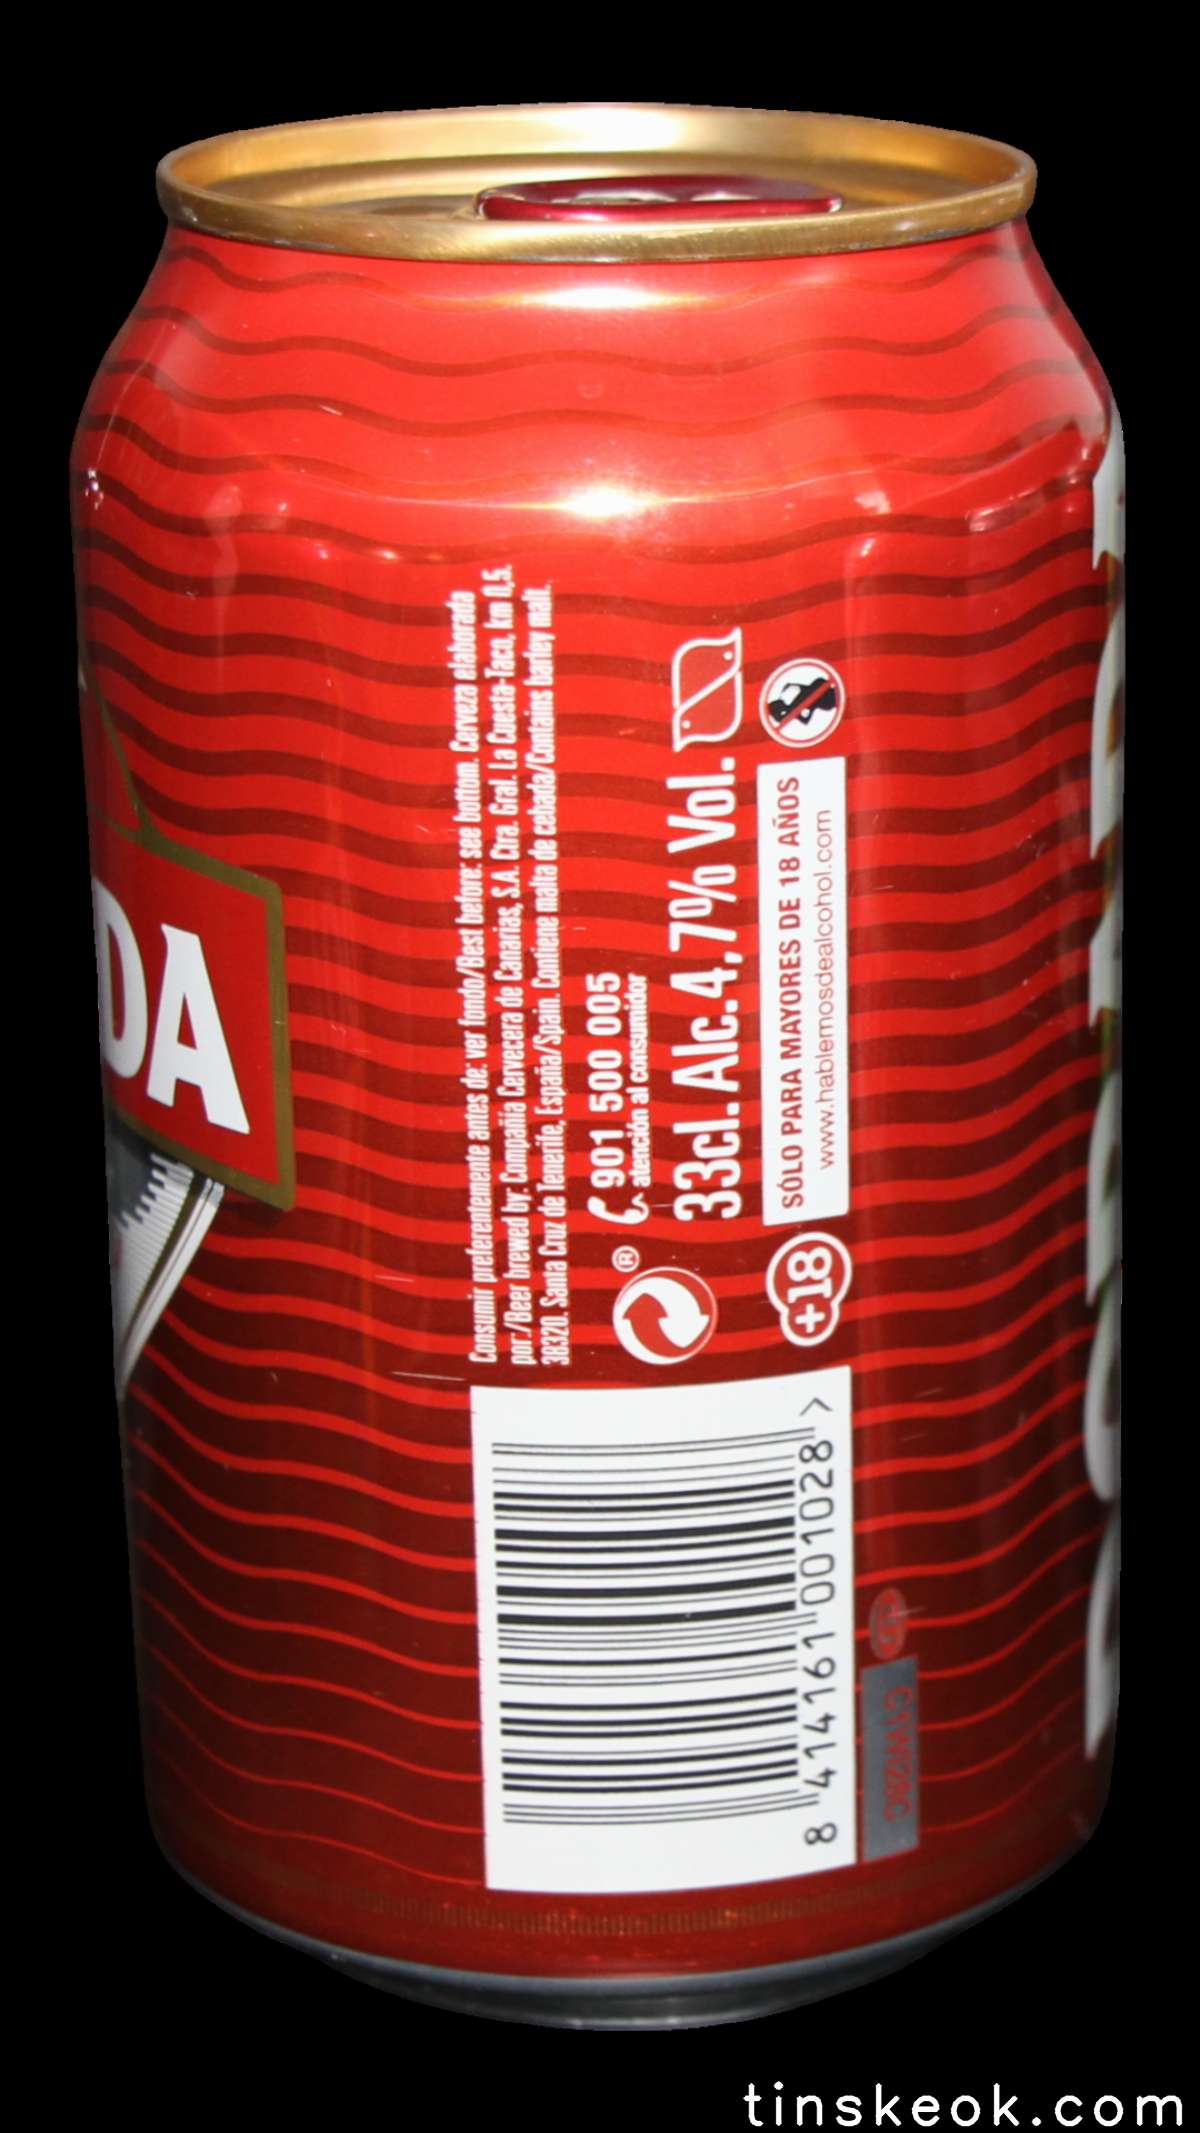 DA
Consumir preferentemente antes de: ver fondo/Best before: see bottom. Cerveza elaborada
por:/Beer brewed by: Compañía Cervecera de Canarias, S.A. Ctra. Gral. La Cuesta-Taco, km 0,5.
38320. Santa Cruz de Tenerife, España/Spain. Contiene malta de cebada/Contains barley malt.
901 500 005
atención al consumidor
®
33cl. Alc. 4,7% Vol.
+18
SÓLO PARA MAYORES DE 18 AÑOS
www.hablemosdealcohol.com
8 414161 001028 >
tinskeok.com